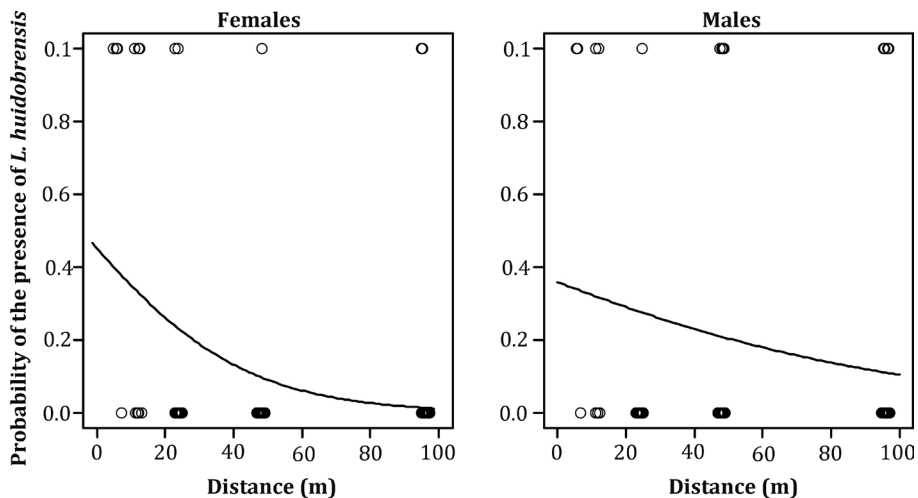 Females
Males
Probability of the presence of L. huidobrensis
0.1
0.8
0.6
0.4
0.2
0.0
0 20 40 60 80 100
Distance (m)
0.1
0.8
0.6
0.4
0.2
0.0
0 20 40 60 80 100
Distance (m)